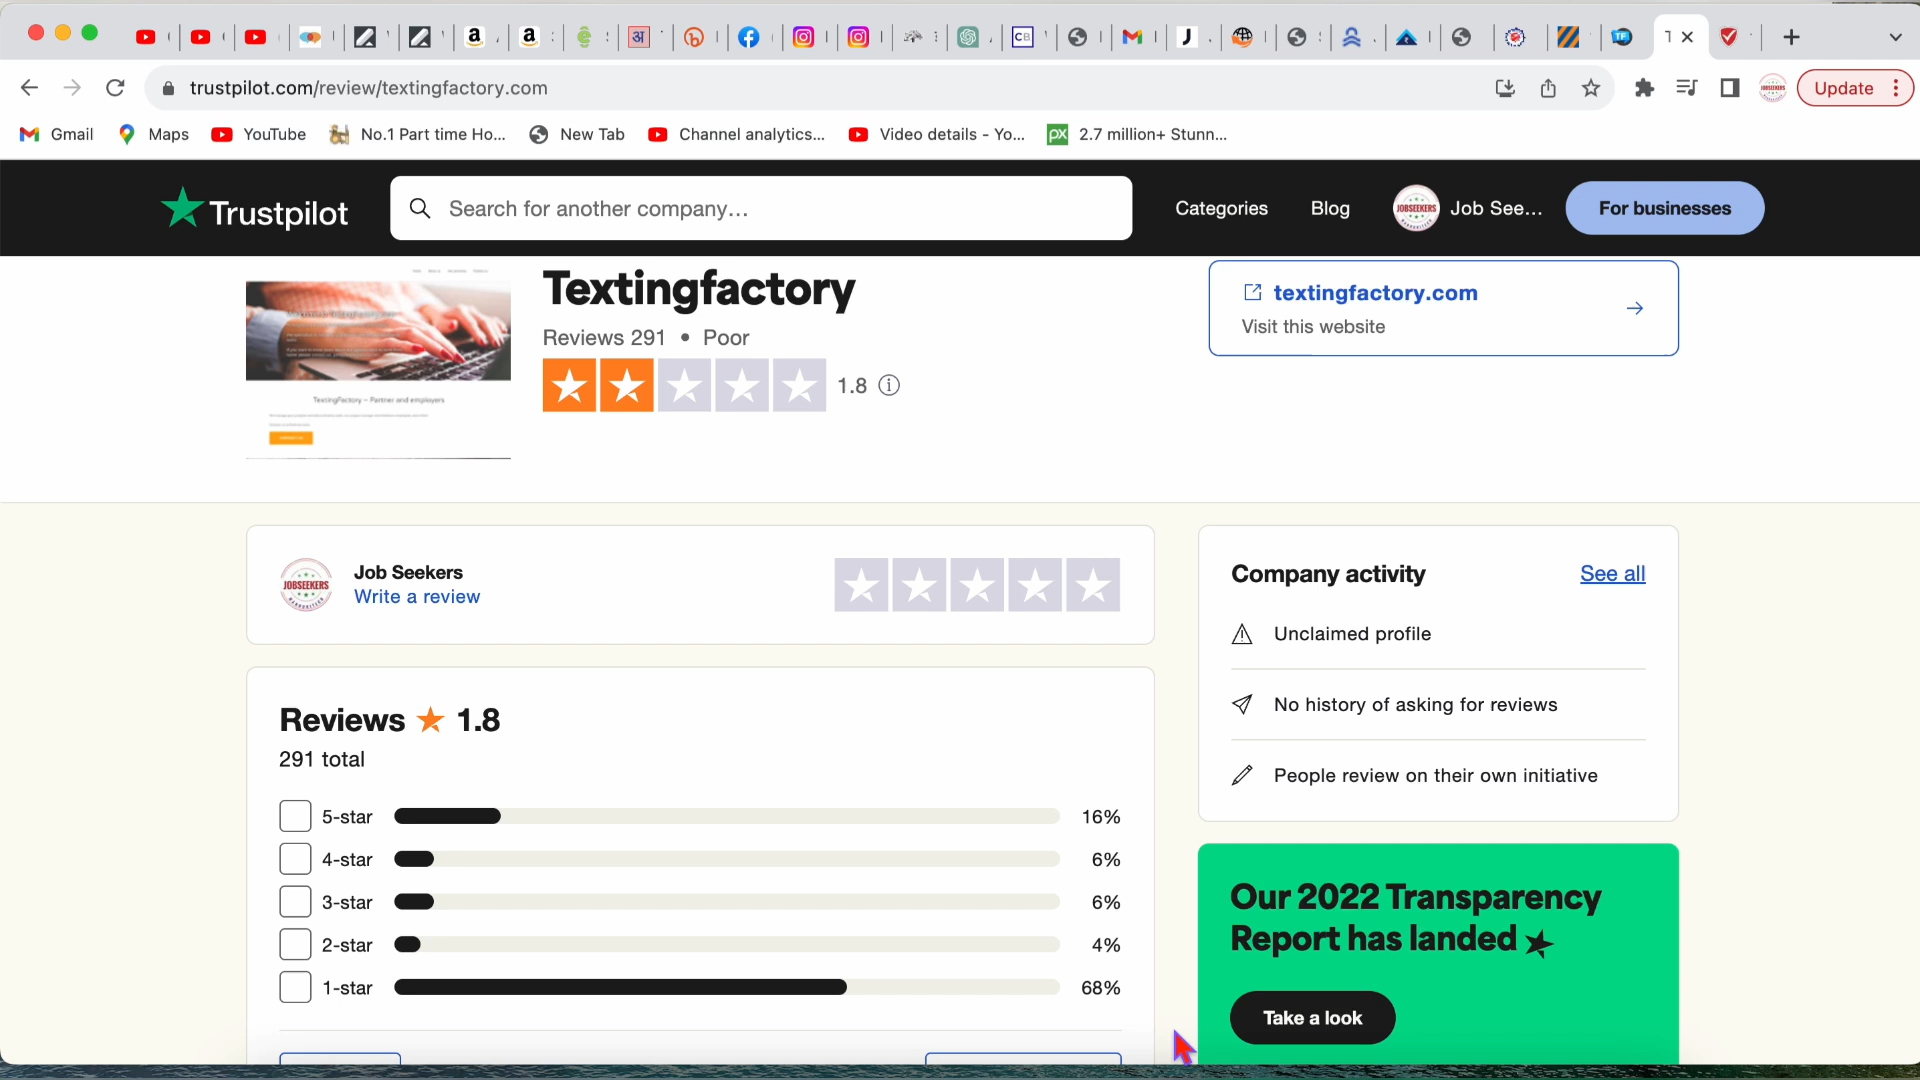 trustpilot.com/review/textingfactory.com
Update
Gmail
Maps
YouTube
No.1 Part time Ho...
New Tab
Channel analytics...
Video details - Yo...
2.7 million+ Stunn...
Trustpilot
Search for another company...
Categories
Blog
Job See...
For businesses
Textingfactory
Reviews 291 • Poor
1.8
textingfactory.com
Visit this website
TextingFactory – Partner and employers
Job Seekers
Write a review
Company activity
See all
Unclaimed profile
No history of asking for reviews
People review on their own initiative
Reviews ★ 1.8
291 total
5-star 16%
4-star 6%
3-star 6%
2-star 4%
1-star 68%
Our 2022 Transparency
Report has landed
Take a look